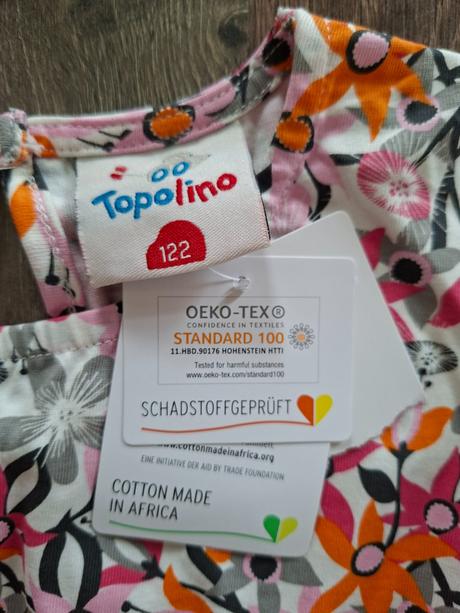 Topolino
122
OEKO-TEX®
CONFIDENCE IN TEXTILES
STANDARD 100
11.HBD.90176 HOHENSTEIN HTTI
Tested for harmful substances
www.oeko-tex.com/standard100
SCHADSTOFFGEPRÜFT
www.cottonmadeinafrica.org
EINE INITIATIVE DER AID BY TRADE FOUNDATION
COTTON MADE
IN AFRICA